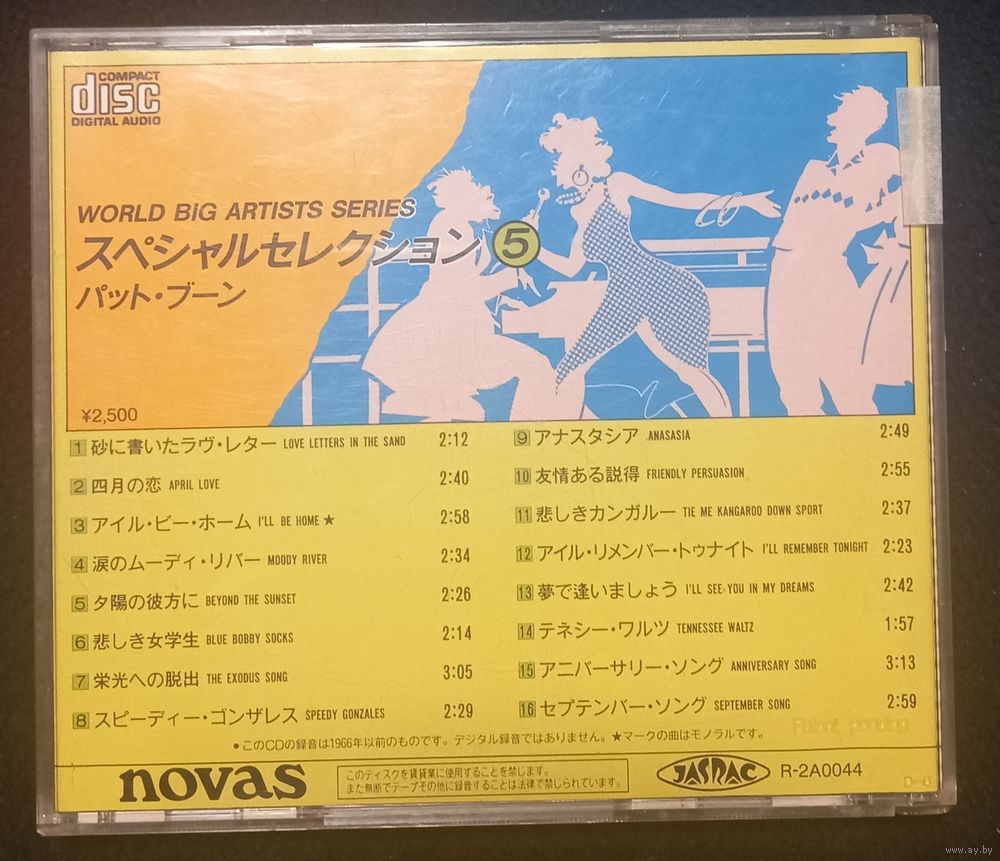 COMPACT
disc
DIGITAL AUDIO
WORLD BiG ARTISTS SERIES
スペシャルセレクション 5
パット・ブーン
¥2,500
1 砂に書いたラヴ・レター LOVE LETTERS IN THE SAND 2:12
2 四月の恋 APRIL LOVE 2:40
3 アイル・ビー・ホーム I'LL BE HOME ★ 2:58
4 涙のムーディ・リバー MOODY RIVER 2:34
5 夕陽の彼方に BEYOND THE SUNSET 2:26
6 悲しき女学生 BLUE BOBBY SOCKS 2:14
7 栄光への脱出 THE EXODUS SONG 3:05
8 スピーディー・ゴンザレス SPEEDY GONZALES 2:29
9 アナスタシア ANASASIA 2:49
10 友情ある説得 FRIENDLY PERSUASION 2:55
11 悲しきカンガルー TIE ME KANGAROO DOWN SPORT 2:37
12 アイル・リメンバー・トゥナイト I'LL REMEMBER TONIGHT 2:23
13 夢で逢いましょう I'LL SEE YOU IN MY DREAMS 2:42
14 テネシー・ワルツ TENNESSEE WALTZ 1:57
15 アニバーサリー・ソング ANNIVERSARY SONG 3:13
16 セプテンバー・ソング SEPTEMBER SONG 2:59
Patent pending
●このCDの録音は1966年以前のものです。デジタル録音ではありません。★マークの曲はモノラルです。
novas
このディスクを賃貸業に使用することを禁じます。
また無断でテープその他に録音することは法律で禁じられています。
JASRAC
R-2A0044
www.ay.by